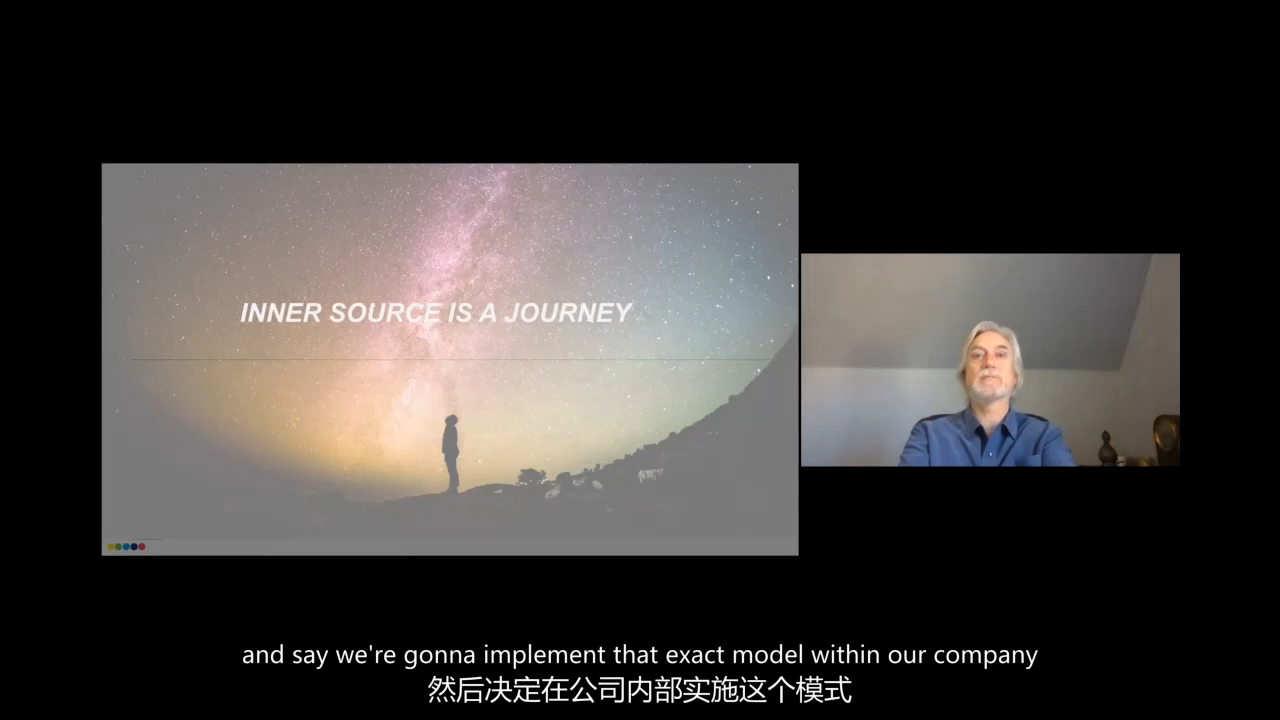 INNER SOURCE IS A JOURNEY
and say we're gonna implement that exact model within our company
然后决定在公司内部实施这个模式